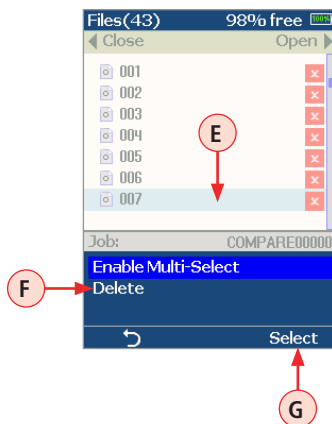 Files(43) 98% free 100%
Close Open
001 x
002 x
003 x
004 x
005 x
006 x
007 x
E
Job: COMPARE00000
Enable Multi-Select
F
Delete
Select
G